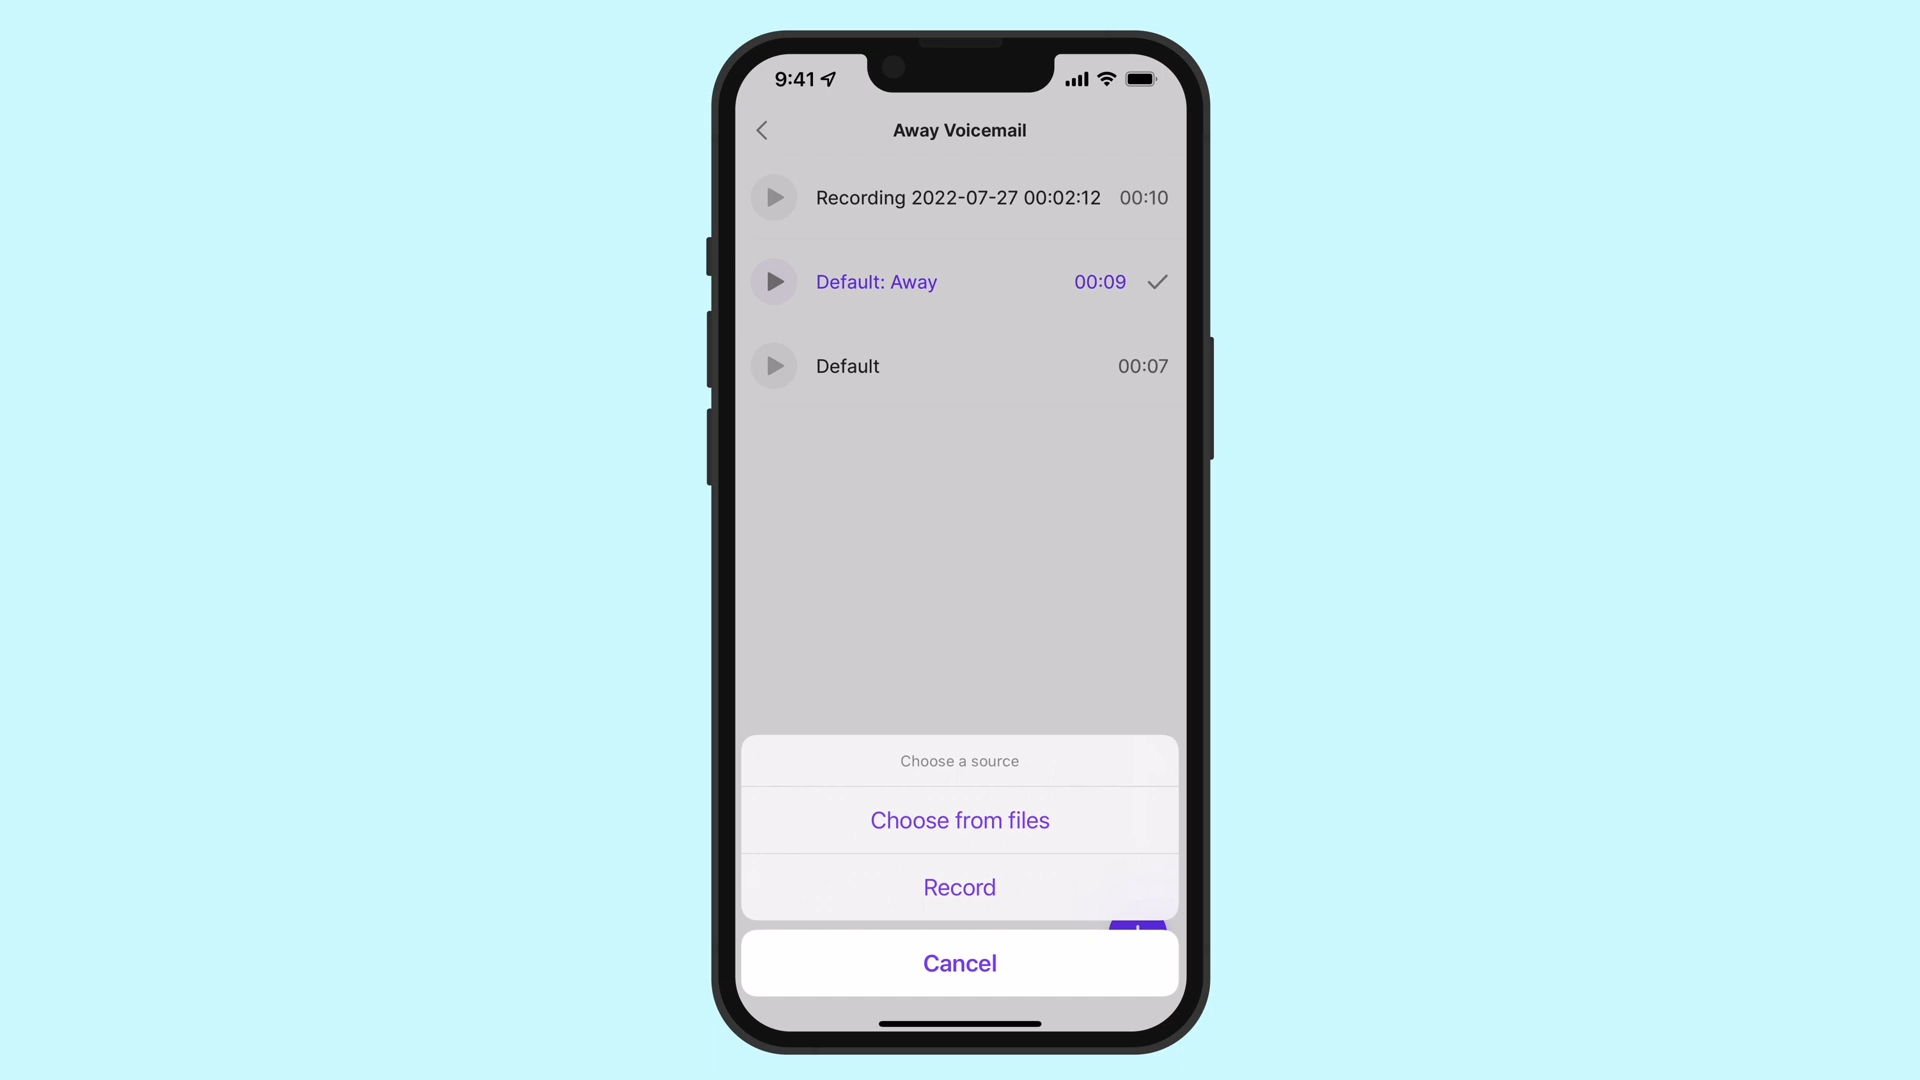 9:41
Away Voicemail
Recording 2022-07-27 00:02:12 00:10
Default: Away 00:09
Default 00:07
Choose a source
Choose from files
Record
Cancel